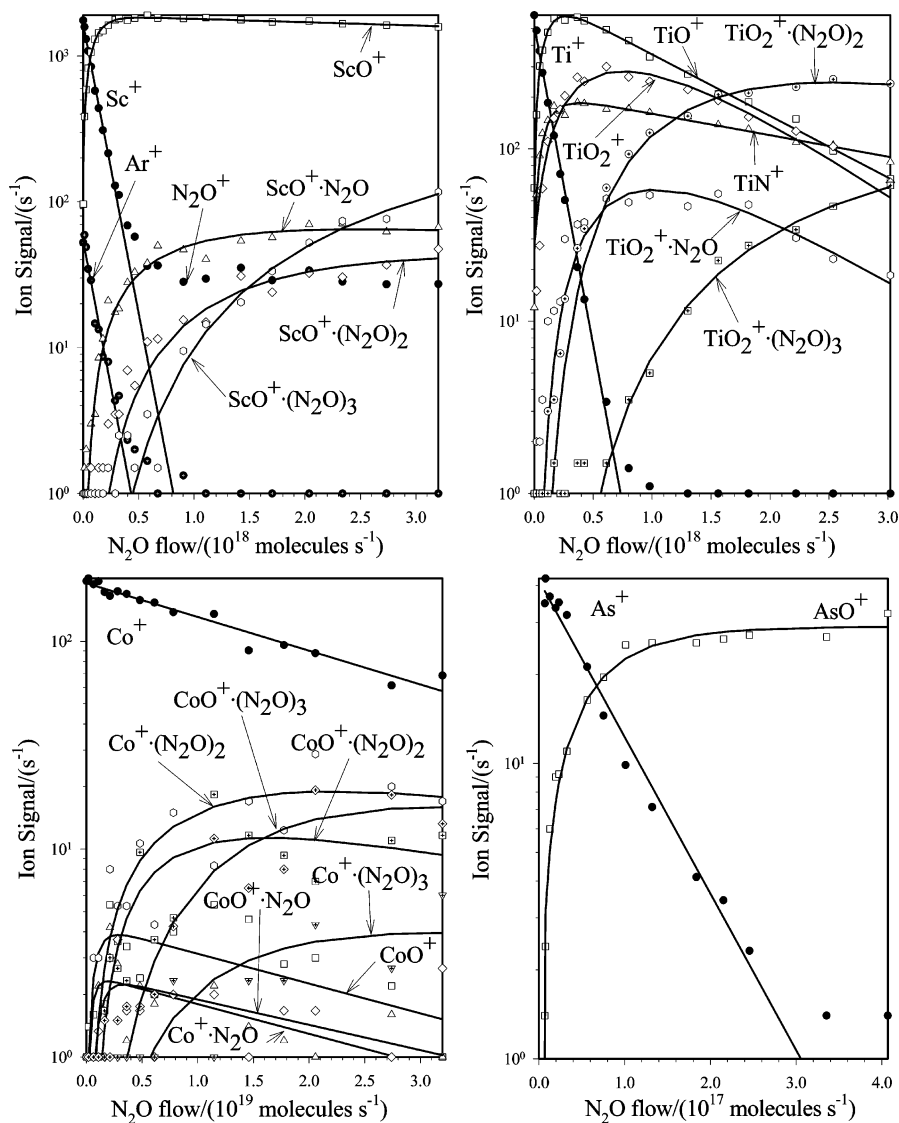 Ion Signal/(s⁻¹)
10³
10²
10¹
10⁰
ScO⁺
Sc⁺
Ar⁺
N₂O⁺
ScO⁺·N₂O
ScO⁺·(N₂O)₂
ScO⁺·(N₂O)₃
0.0 0.5 1.0 1.5 2.0 2.5 3.0
N₂O flow/(10¹⁸ molecules s⁻¹)
Ion Signal/(s⁻¹)
10²
10¹
10⁰
Ti⁺
TiO⁺
TiO₂⁺·(N₂O)₂
TiO₂⁺
TiN⁺
TiO₂⁺·N₂O
TiO₂⁺·(N₂O)₃
0.0 0.5 1.0 1.5 2.0 2.5 3.0
N₂O flow/(10¹⁸ molecules s⁻¹)
Ion Signal/(s⁻¹)
10²
10¹
10⁰
Co⁺
CoO⁺·(N₂O)₃
Co⁺·(N₂O)₂
CoO⁺·(N₂O)₂
Co⁺·(N₂O)₃
CoO⁺·N₂O
CoO⁺
Co⁺·N₂O
0.0 0.5 1.0 1.5 2.0 2.5 3.0
N₂O flow/(10¹⁹ molecules s⁻¹)
Ion Signal/(s⁻¹)
10¹
10⁰
As⁺
AsO⁺
0.0 1.0 2.0 3.0 4.0
N₂O flow/(10¹⁷ molecules s⁻¹)